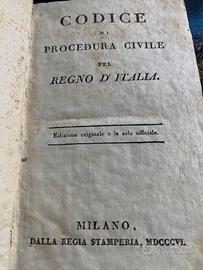 CODICE
DI
PROCEDURA CIVILE
PEL
REGNO D'ITALIA.
Edizione originale e la sola ufficiale.
MILANO,
DALLA REGIA STAMPERIA, MDCCCVI.